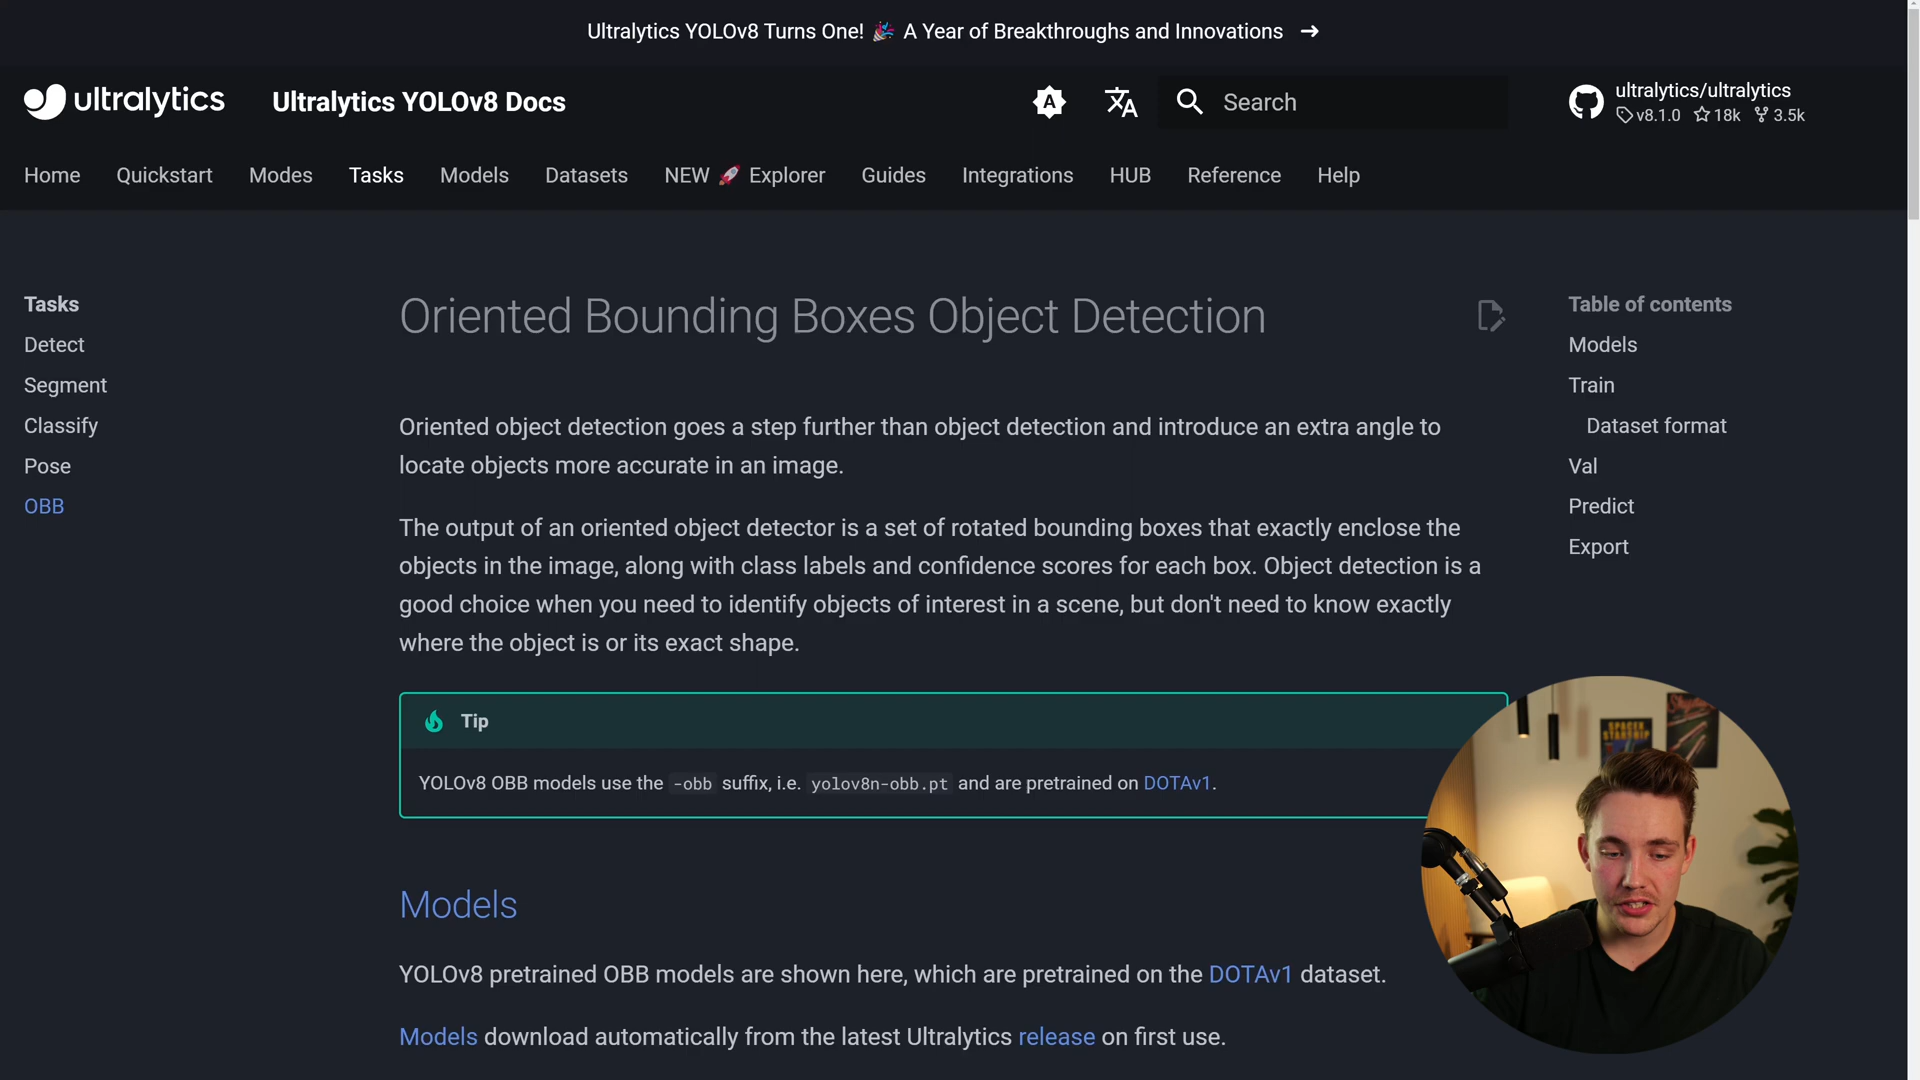 Ultralytics YOLOv8 Turns One! 🎉 A Year of Breakthroughs and Innovations →
ultralytics
Ultralytics YOLOv8 Docs
A
Search
ultralytics/ultralytics
v8.1.0 18k 3.5k
Home Quickstart Modes Tasks Models Datasets NEW 🚀 Explorer Guides Integrations HUB Reference Help
Tasks
Detect
Segment
Classify
Pose
OBB
Oriented Bounding Boxes Object Detection
Oriented object detection goes a step further than object detection and introduce an extra angle to
locate objects more accurate in an image.
The output of an oriented object detector is a set of rotated bounding boxes that exactly enclose the
objects in the image, along with class labels and confidence scores for each box. Object detection is a
good choice when you need to identify objects of interest in a scene, but don't need to know exactly
where the object is or its exact shape.
Tip
YOLOv8 OBB models use the -obb suffix, i.e. yolov8n-obb.pt and are pretrained on DOTAv1.
Models
YOLOv8 pretrained OBB models are shown here, which are pretrained on the DOTAv1 dataset.
Models download automatically from the latest Ultralytics release on first use.
Table of contents
Models
Train
Dataset format
Val
Predict
Export
SPACEX
STARSHIP